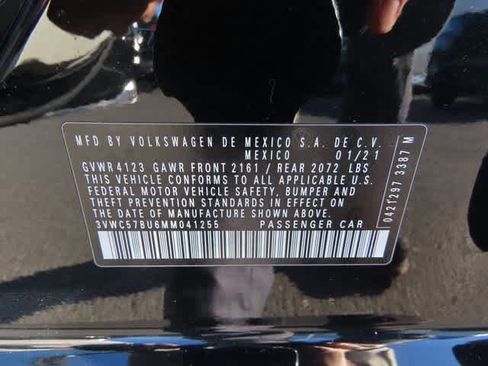 MFD BY VOLKSWAGEN DE MEXICO S.A. DE C.V.
MEXICO 01/21
GVWR 4123 GAWR FRONT 2161 / REAR 2072 LBS
THIS VEHICLE CONFORMS TO ALL APPLICABLE U.S.
FEDERAL MOTOR VEHICLE SAFETY, BUMPER AND
THEFT PREVENTION STANDARDS IN EFFECT ON THE
DATE OF MANUFACTURE SHOWN ABOVE
3VWC57BU6MM041255 PASSENGER CAR
0421297 3387 M